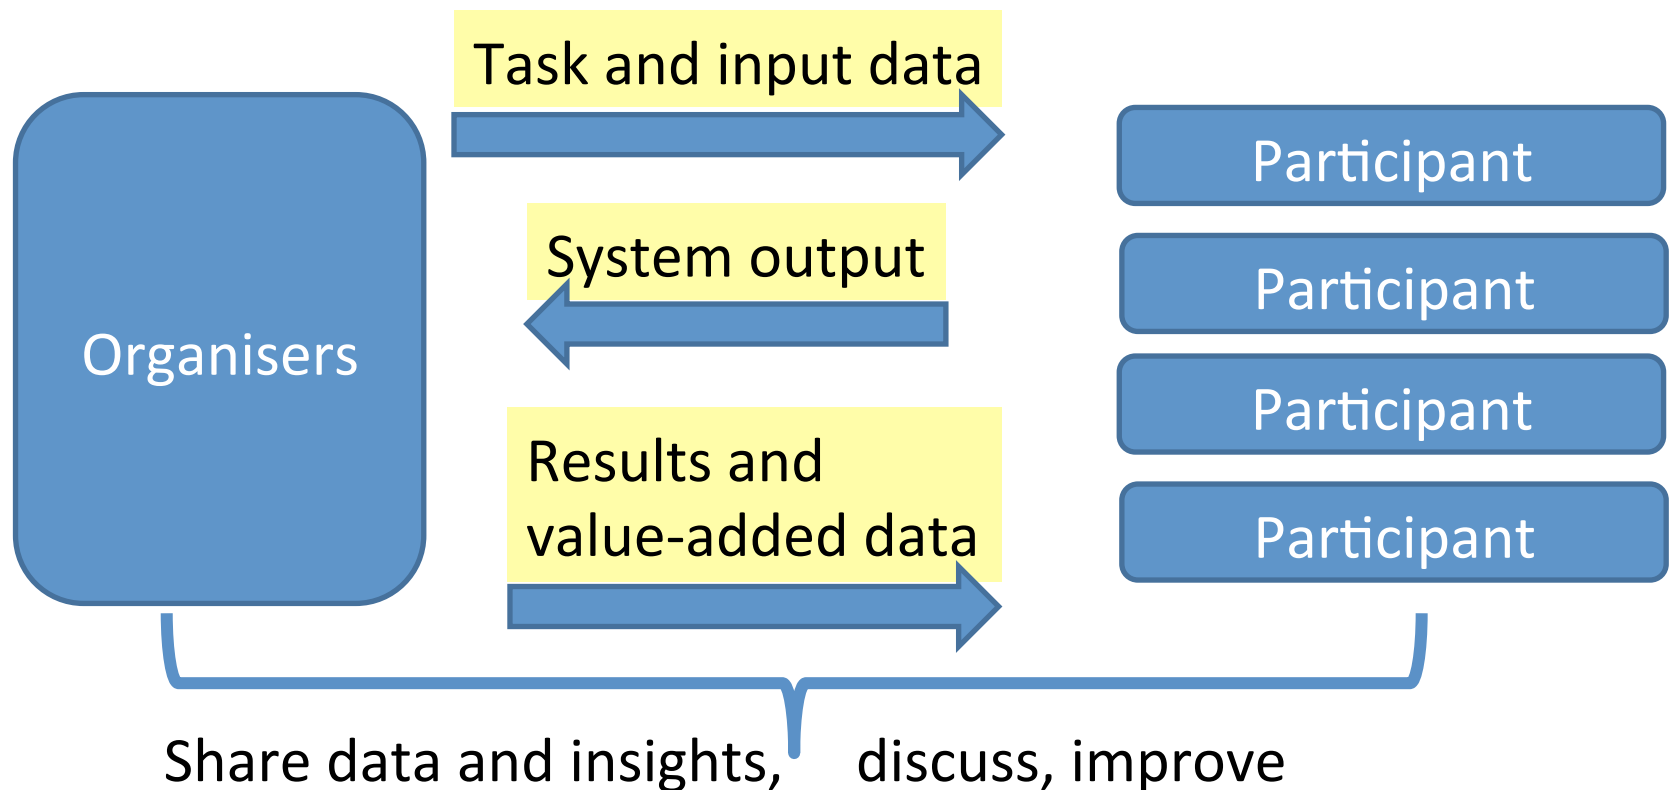 Task and input data
Participant
System output
Participant
Organisers
Participant
Results and
value-added data
Participant
Share data and insights, discuss, improve